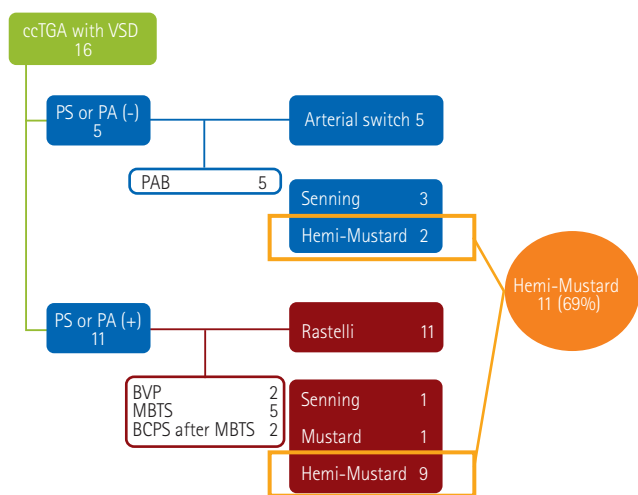 ccTGA with VSD
16
PS or PA (-)
5
Arterial switch 5
PAB 5
Senning 3
Hemi-Mustard 2
Hemi-Mustard
11 (69%)
PS or PA (+)
11
Rastelli 11
BVP 2
MBTS 5
BCPS after MBTS 2
Senning 1
Mustard 1
Hemi-Mustard 9